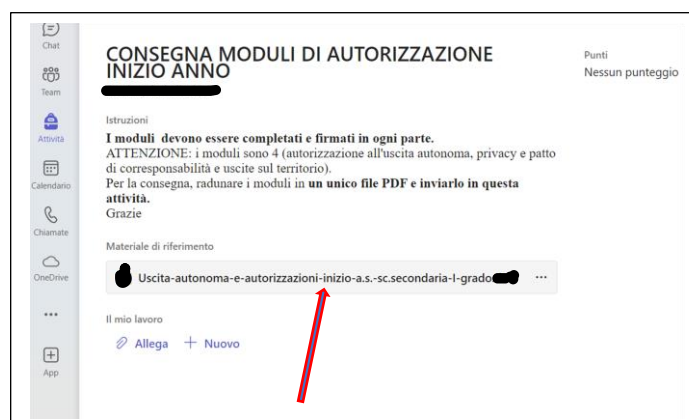 Chat
Team
Attività
Calendario
Chiamate
OneDrive
App
CONSEGNA MODULI DI AUTORIZZAZIONE
INIZIO ANNO
Punti
Nessun punteggio
Istruzioni
I moduli devono essere completati e firmati in ogni parte.
ATTENZIONE: i moduli sono 4 (autorizzazione all'uscita autonoma, privacy e patto
di corresponsabilità e uscite sul territorio).
Per la consegna, radunare i moduli in un unico file PDF e inviarlo in questa
attività.
Grazie
Materiale di riferimento
Uscita-autonoma-e-autorizzazioni-inizio-a.s.-sc.secondaria-I-grado
Il mio lavoro
Allega
Nuovo